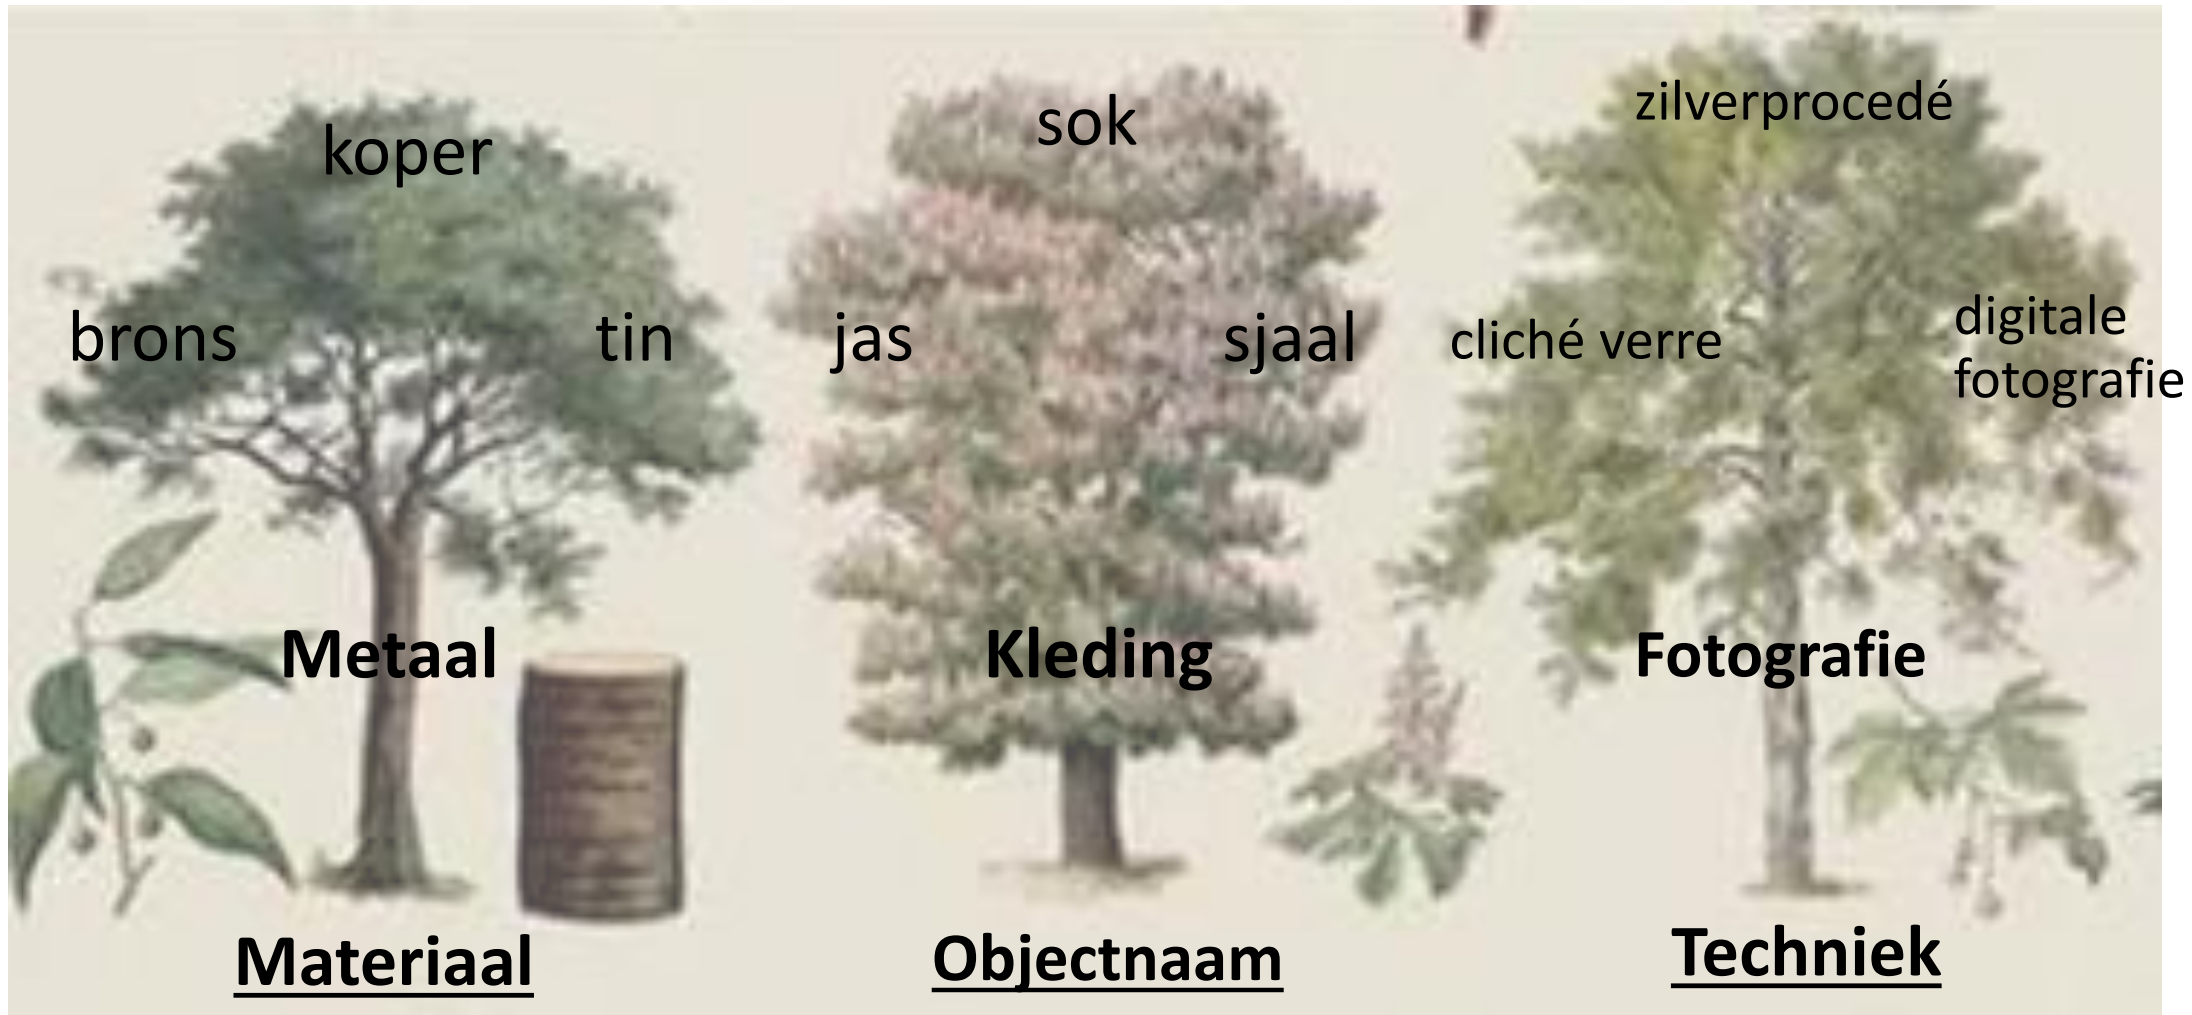 koper
brons
tin
Metaal
Materiaal
sok
jas
sjaal
Kleding
Objectnaam
zilverprocedé
cliché verre
digitale
fotografie
Fotografie
Techniek